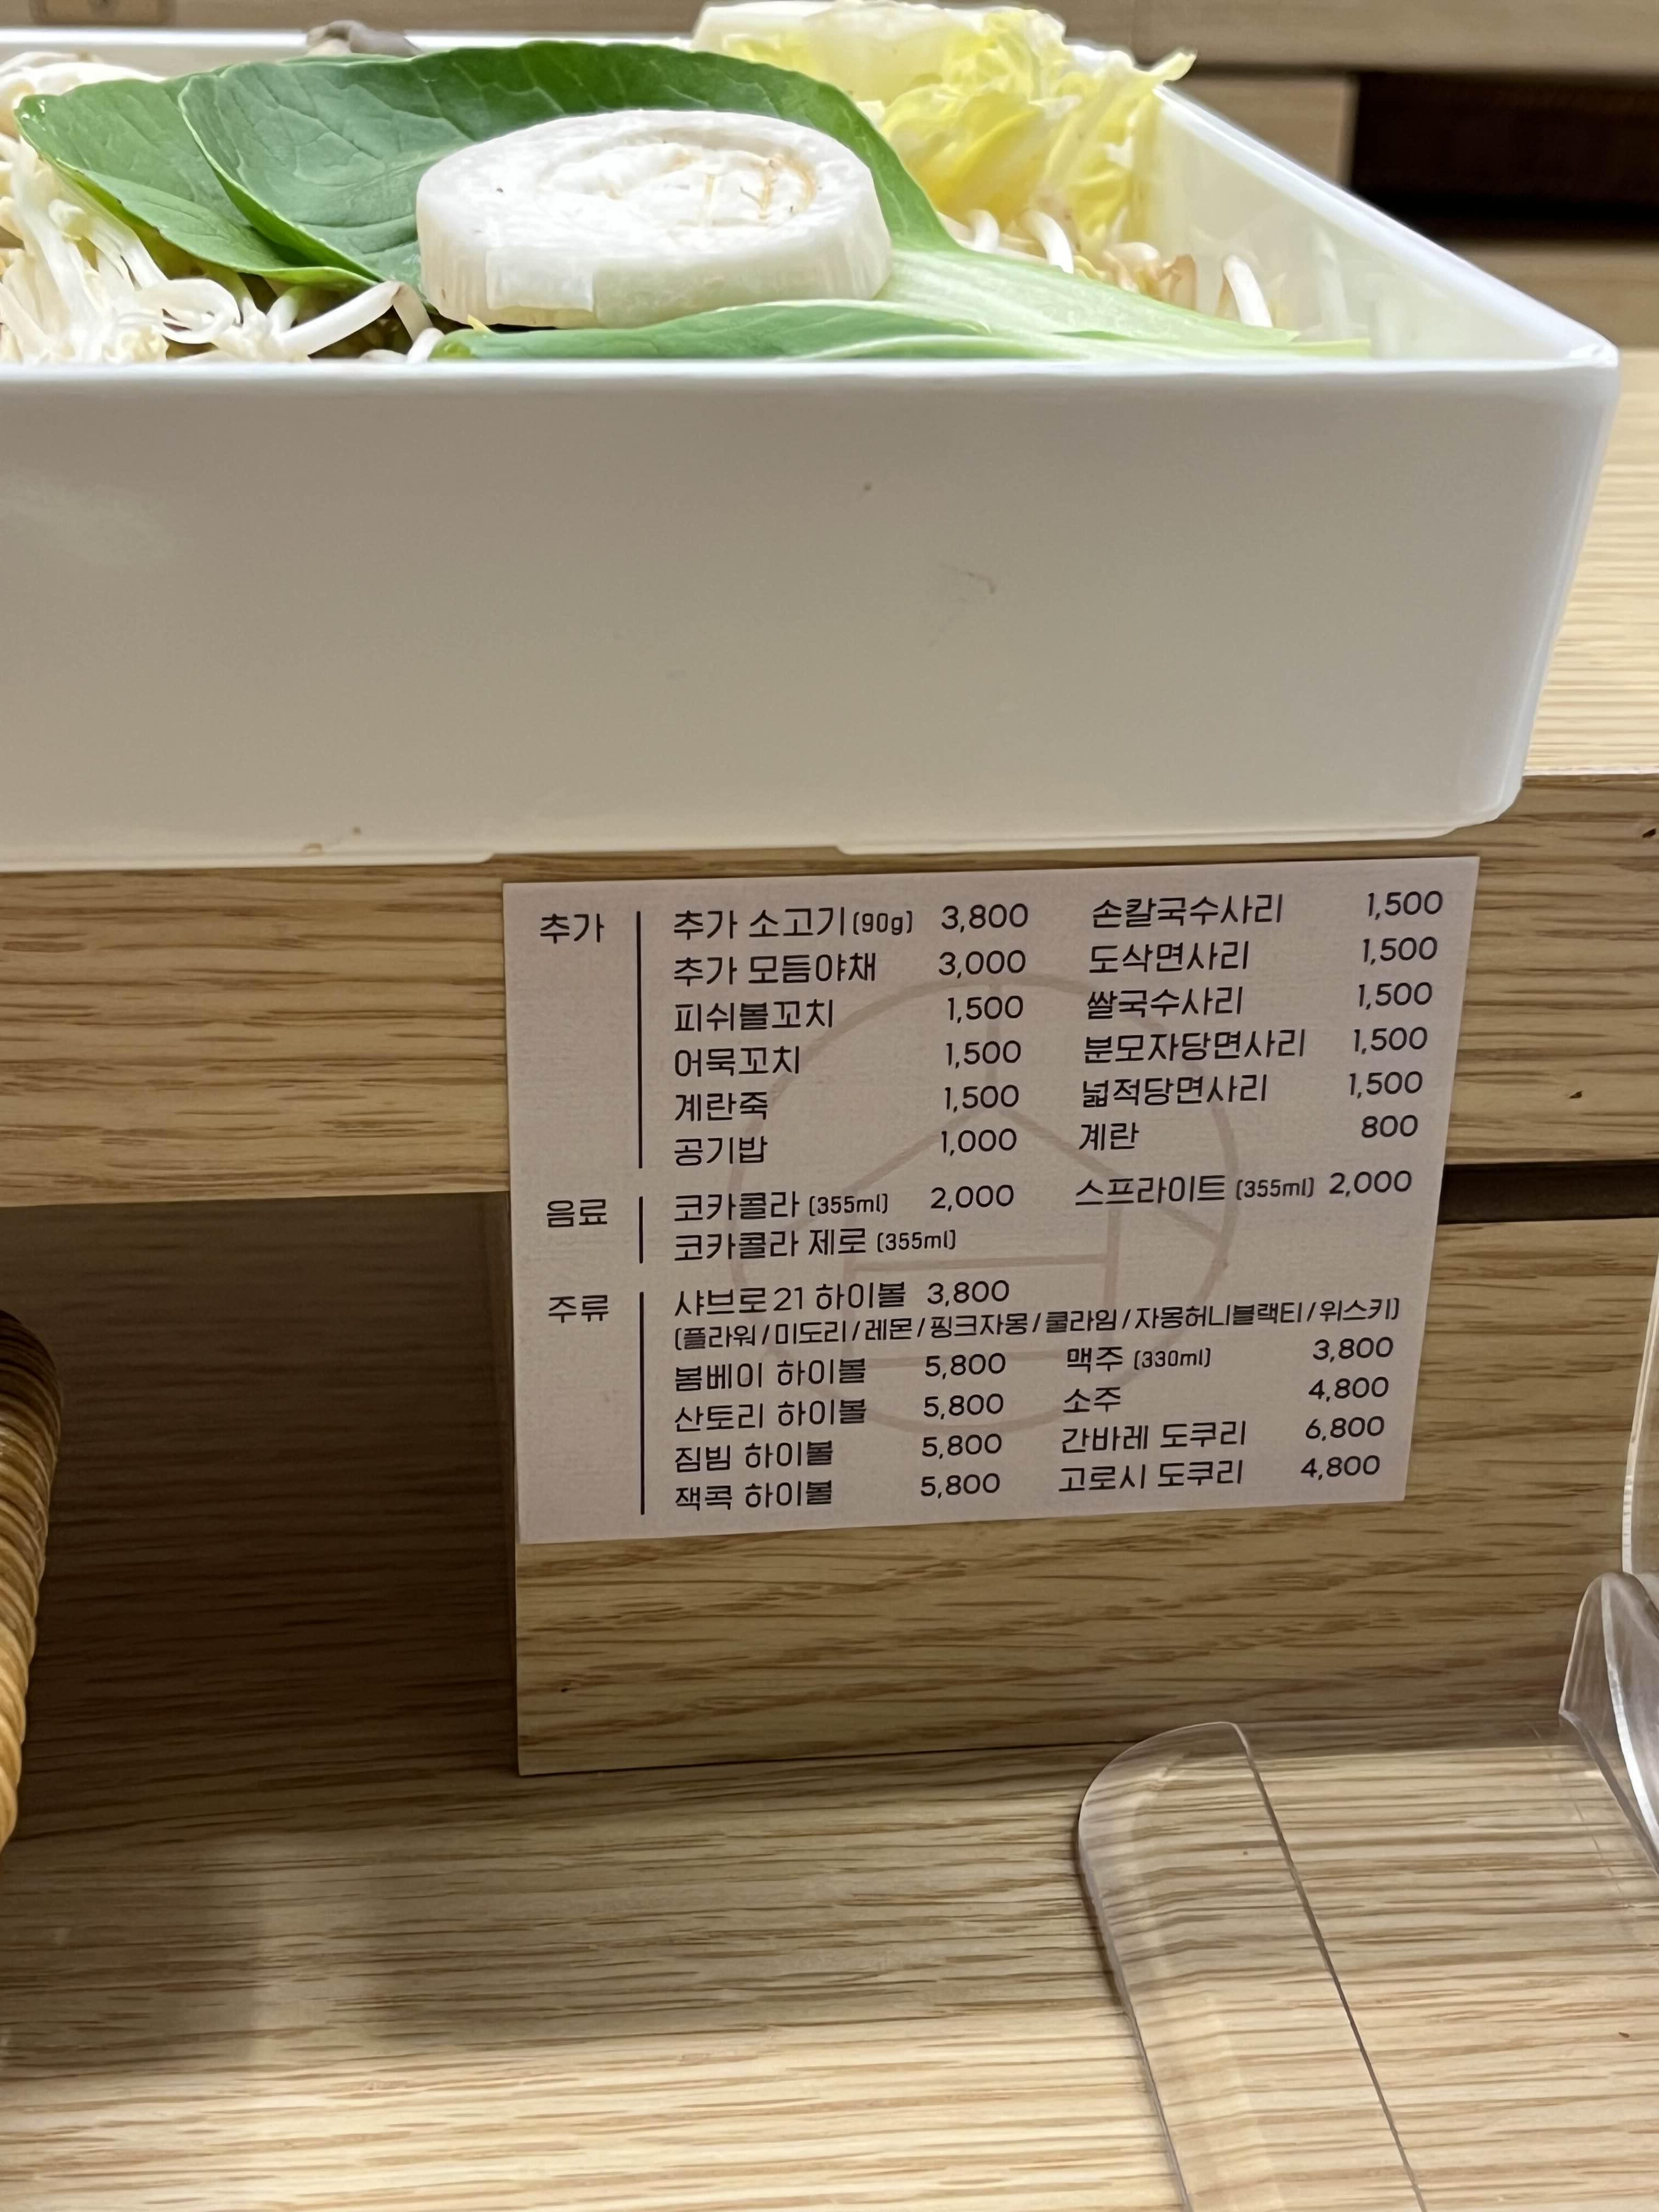 추가
추가 소고기(90g) 3,800 손칼국수사리 1,500
추가 모듬야채 3,000 도삭면사리 1,500
피쉬볼꼬치 1,500 쌀국수사리 1,500
어묵꼬치 1,500 분모자당면사리 1,500
계란죽 1,500 넓적당면사리 1,500
공기밥 1,000 계란 800
음료
코카콜라 (355ml) 2,000 스프라이트 (355ml) 2,000
코카콜라 제로 (355ml)
주류
샤브로21 하이볼 3,800
(플라워/미도리/레몬/핑크자몽/쿨라임/자몽허니블랙티/위스키)
봄베이 하이볼 5,800 맥주 (330ml) 3,800
산토리 하이볼 5,800 소주 4,800
짐빔 하이볼 5,800 간바레 도쿠리 6,800
잭콕 하이볼 5,800 고로시 도쿠리 4,800